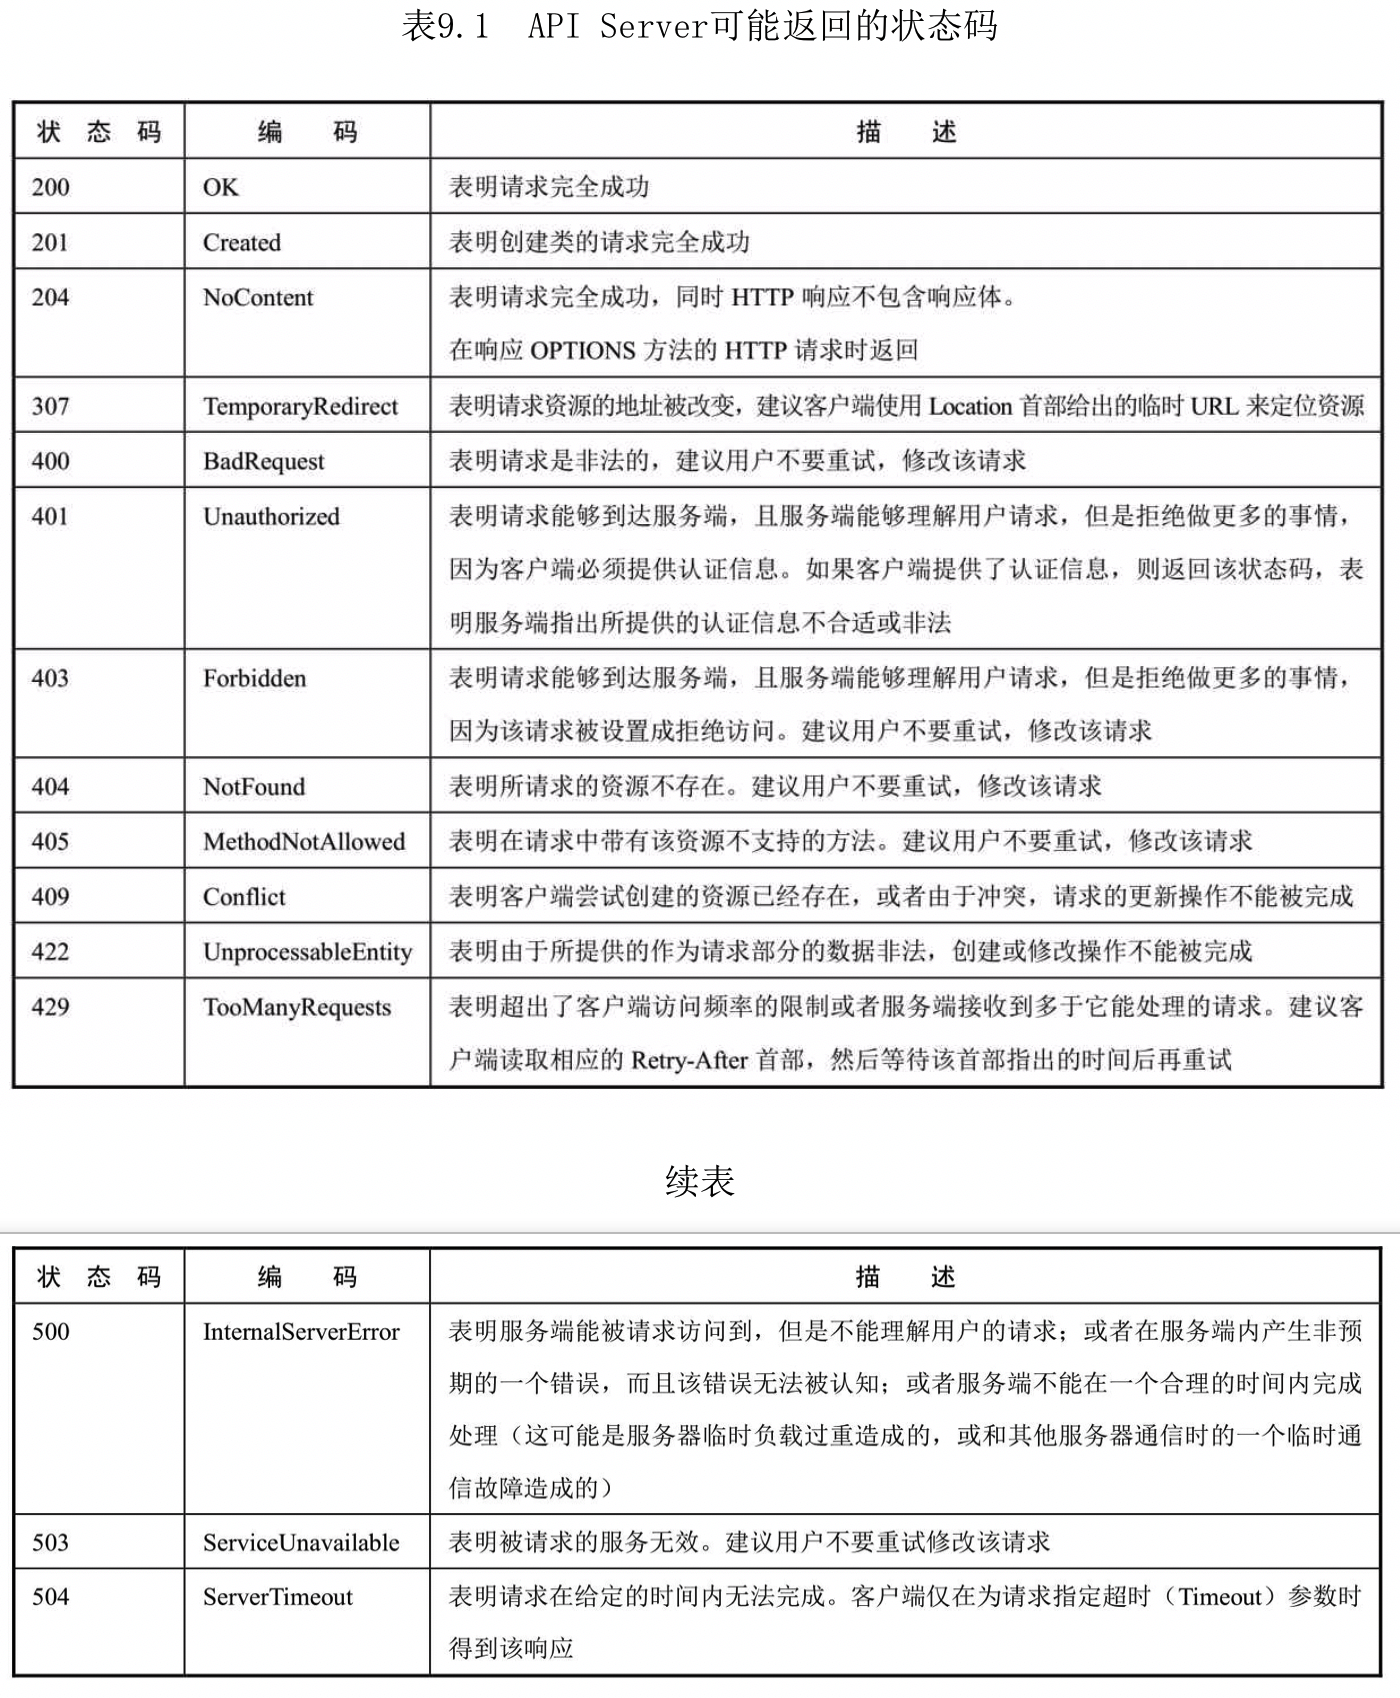 表9.1 API Server可能返回的状态码
状 态 码 编 码 描 述
200 OK 表明请求完全成功
201 Created 表明创建类的请求完全成功
204 NoContent 表明请求完全成功，同时 HTTP 响应不包含响应体。
在响应 OPTIONS 方法的 HTTP 请求时返回
307 TemporaryRedirect 表明请求资源的地址被改变，建议客户端使用 Location 首部给出的临时 URL 来定位资源
400 BadRequest 表明请求是非法的，建议用户不要重试，修改该请求
401 Unauthorized 表明请求能够到达服务端，且服务端能够理解用户请求，但是拒绝做更多的事情，
因为客户端必须提供认证信息。如果客户端提供了认证信息，则返回该状态码，表
明服务端指出所提供的认证信息不合适或非法
403 Forbidden 表明请求能够到达服务端，且服务端能够理解用户请求，但是拒绝做更多的事情，
因为该请求被设置成拒绝访问。建议用户不要重试，修改该请求
404 NotFound 表明所请求的资源不存在。建议用户不要重试，修改该请求
405 MethodNotAllowed 表明在请求中带有该资源不支持的方法。建议用户不要重试，修改该请求
409 Conflict 表明客户端尝试创建的资源已经存在，或者由于冲突，请求的更新操作不能被完成
422 UnprocessableEntity 表明由于所提供的作为请求部分的数据非法，创建或修改操作不能被完成
429 TooManyRequests 表明超出了客户端访问频率的限制或者服务端接收到多于它能处理的请求。建议客
户端读取相应的 Retry-After 首部，然后等待该首部指出的时间后再重试
续表
状 态 码 编 码 描 述
500 InternalServerError 表明服务端能被请求访问到，但是不能理解用户的请求；或者在服务端内产生非预
期的一个错误，而且该错误无法被认知；或者服务端不能在一个合理的时间内完成
处理（这可能是服务器临时负载过重造成的，或和其他服务器通信时的一个临时通
信故障造成的）
503 ServiceUnavailable 表明被请求的服务无效。建议用户不要重试修改该请求
504 ServerTimeout 表明请求在给定的时间内无法完成。客户端仅在为请求指定超时（Timeout）参数时
得到该响应